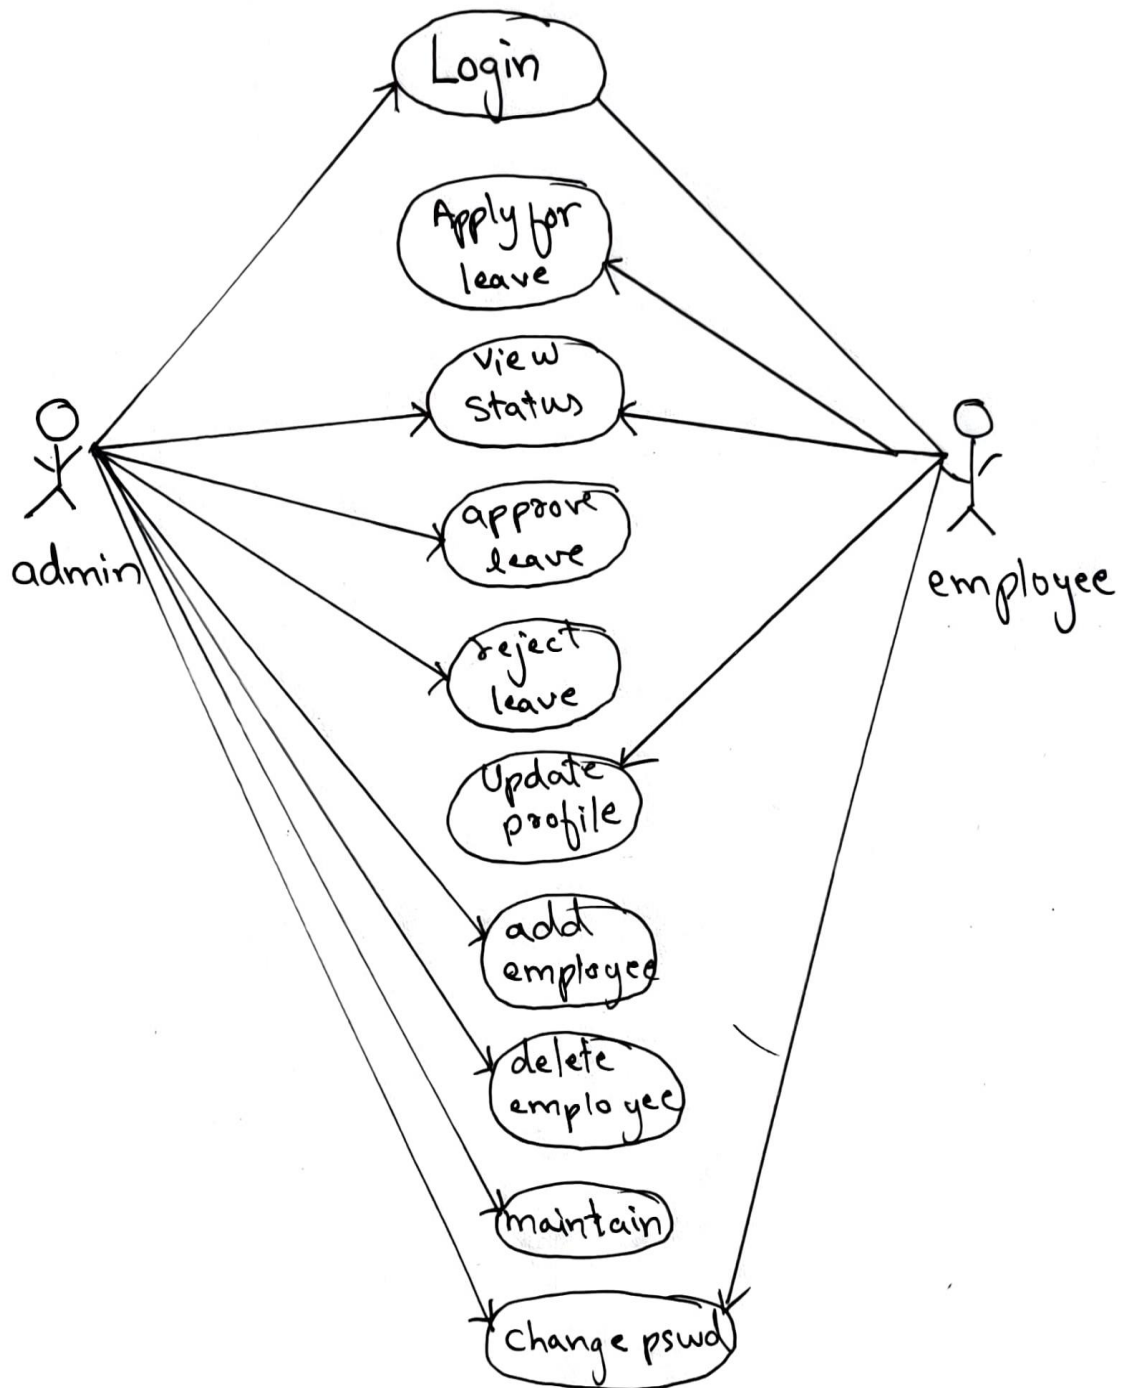 Login
Apply for
leave
view
status
admin
employee
approve
leave
reject
leave
Update
profile
add
employee
delete
employee
maintain
change pswd